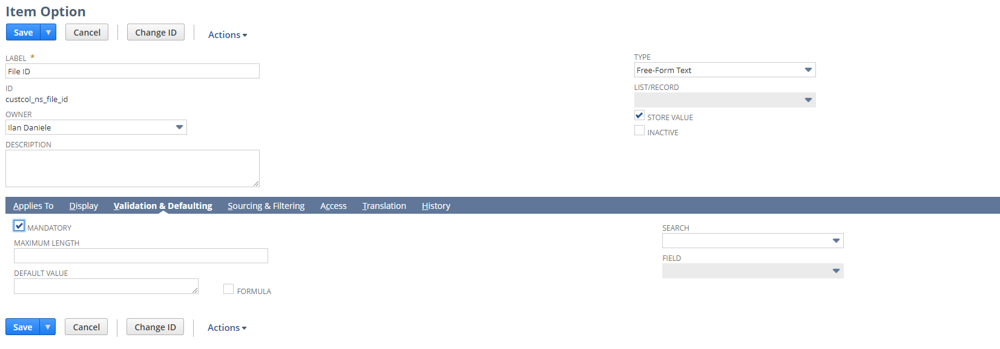 Item Option
Save
Cancel
Change ID
Actions
LABEL *
File ID
ID
custcol_ns_file_id
OWNER
Ilan Daniele
DESCRIPTION
TYPE
Free-Form Text
LIST/RECORD
STORE VALUE
INACTIVE
Applies To Display Validation & Defaulting Sourcing & Filtering Access Translation History
MANDATORY
MAXIMUM LENGTH
DEFAULT VALUE
FORMULA
SEARCH
FIELD
Save
Cancel
Change ID
Actions